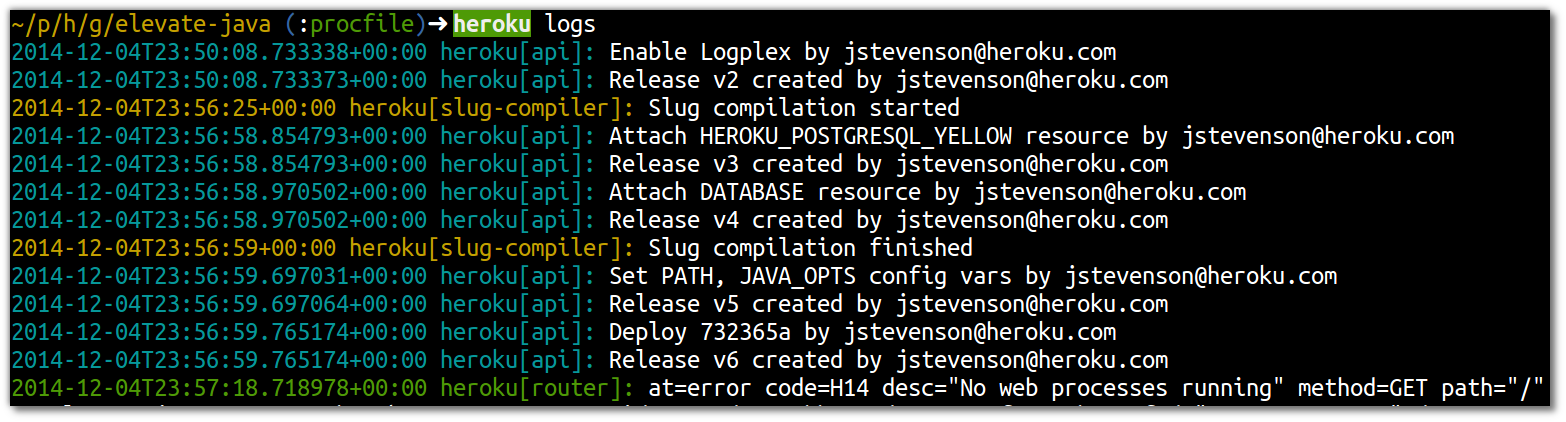 ~/p/h/g/elevate-java (:procfile)➜heroku logs
2014-12-04T23:50:08.733338+00:00 heroku[api]: Enable Logplex by jstevenson@heroku.com
2014-12-04T23:50:08.733373+00:00 heroku[api]: Release v2 created by jstevenson@heroku.com
2014-12-04T23:56:25+00:00 heroku[slug-compiler]: Slug compilation started
2014-12-04T23:56:58.854793+00:00 heroku[api]: Attach HEROKU_POSTGRESQL_YELLOW resource by jstevenson@heroku.com
2014-12-04T23:56:58.854793+00:00 heroku[api]: Release v3 created by jstevenson@heroku.com
2014-12-04T23:56:58.970502+00:00 heroku[api]: Attach DATABASE resource by jstevenson@heroku.com
2014-12-04T23:56:58.970502+00:00 heroku[api]: Release v4 created by jstevenson@heroku.com
2014-12-04T23:56:59+00:00 heroku[slug-compiler]: Slug compilation finished
2014-12-04T23:56:59.697031+00:00 heroku[api]: Set PATH, JAVA_OPTS config vars by jstevenson@heroku.com
2014-12-04T23:56:59.697064+00:00 heroku[api]: Release v5 created by jstevenson@heroku.com
2014-12-04T23:56:59.765174+00:00 heroku[api]: Deploy 732365a by jstevenson@heroku.com
2014-12-04T23:56:59.765174+00:00 heroku[api]: Release v6 created by jstevenson@heroku.com
2014-12-04T23:57:18.718978+00:00 heroku[router]: at=error code=H14 desc="No web processes running" method=GET path="/"